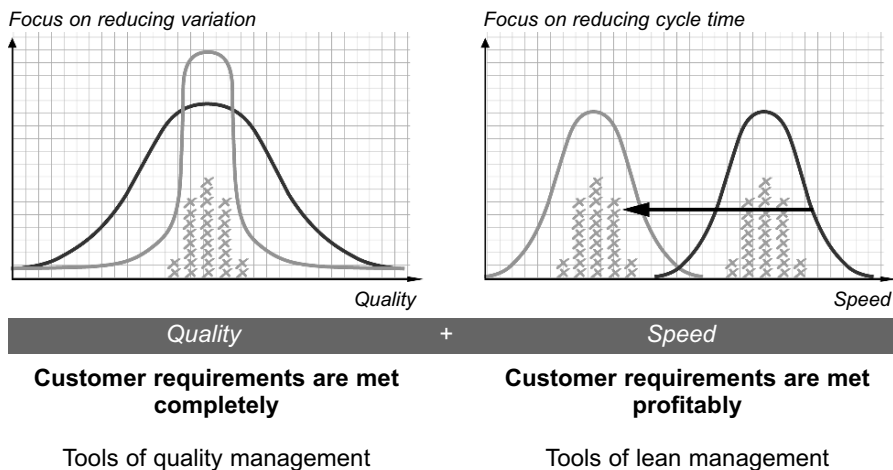 Focus on reducing variation
Focus on reducing cycle time
Quality
Speed
Quality + Speed
Customer requirements are met
completely
Customer requirements are met
profitably
Tools of quality management
Tools of lean management